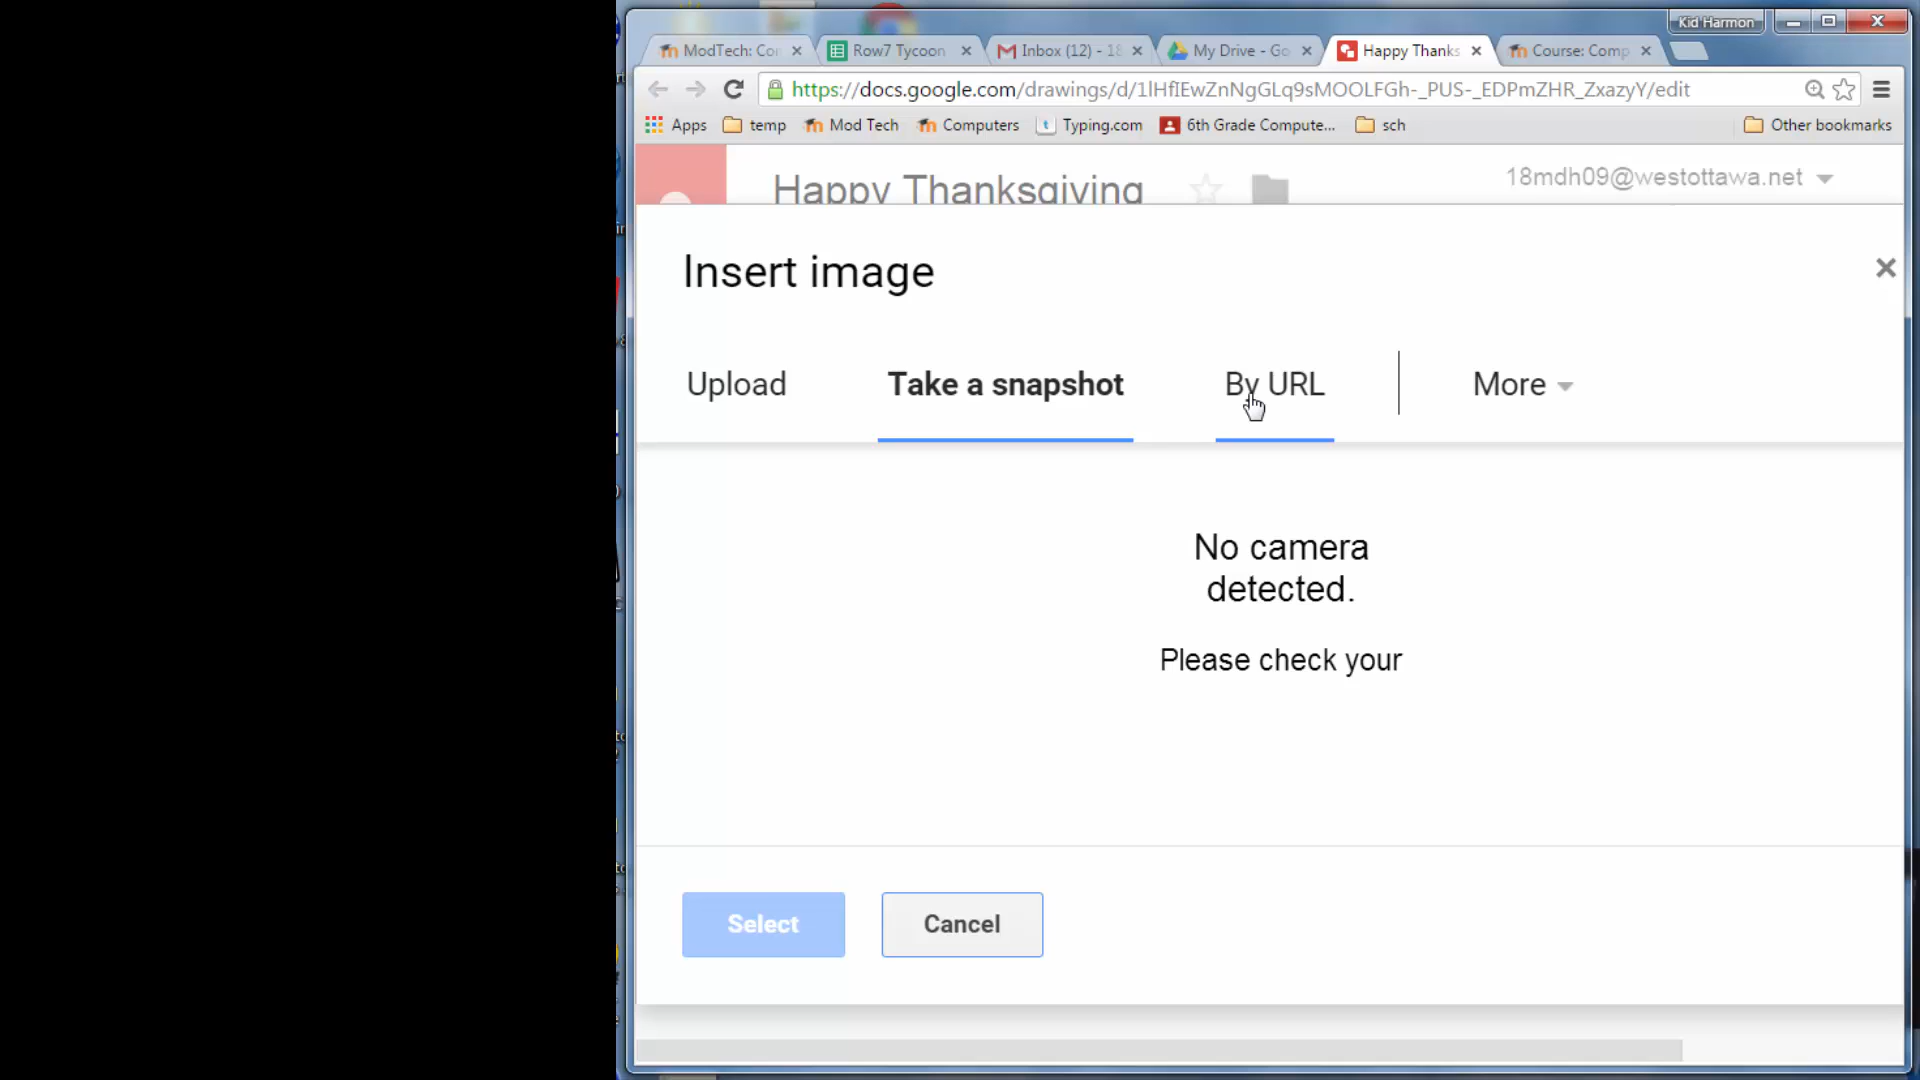 Kid Harmon
ModTech: Con
Row7 Tycoon
Inbox (12) - 18
My Drive - Go
Happy Thanks
Course: Comp
https://docs.google.com/drawings/d/1lHfIEwZnNgGLq9sMOOLFGh-_PUS-_EDPmZHR_ZxazyY/edit
Apps
temp
Mod Tech
Computers
Typing.com
6th Grade Compute...
sch
Other bookmarks
Happy Thanksgiving
18mdh09@westottawa.net
Insert image
Upload
Take a snapshot
By URL
More
No camera
detected.
Please check your
Select
Cancel